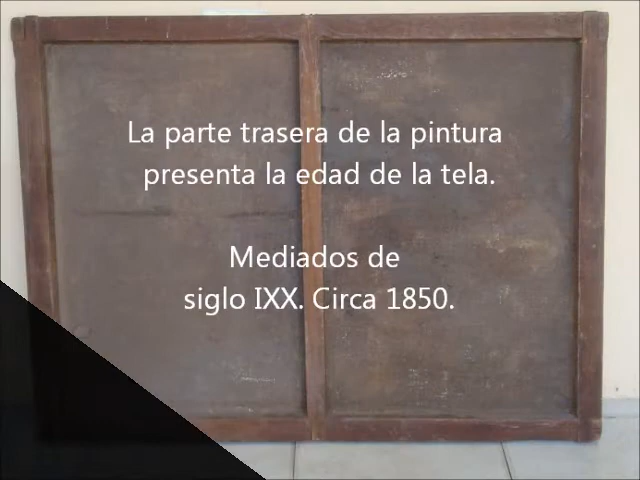 La parte trasera de la pintura
presenta la edad de la tela.
Mediados de
siglo IXX. Circa 1850.